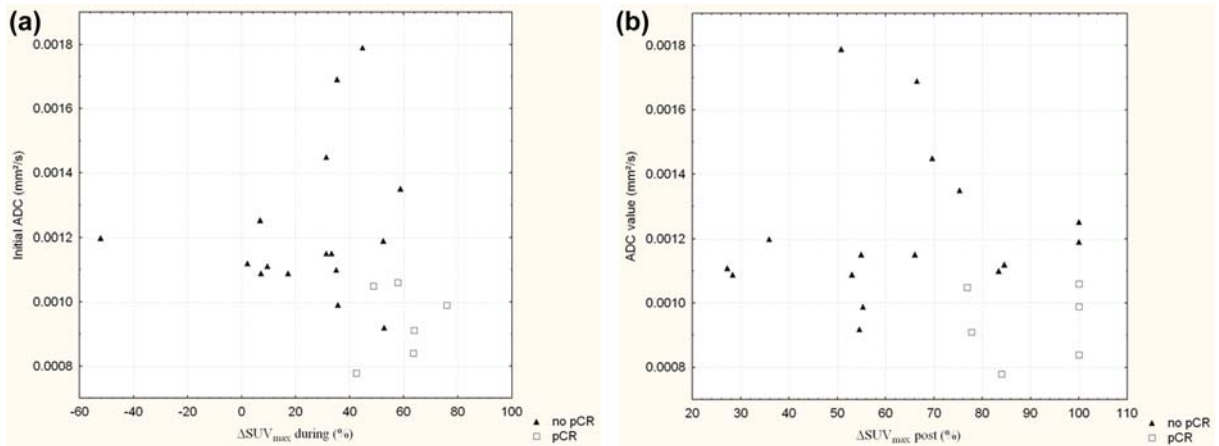 (a)
0.0018
0.0016
0.0014
0.0012
0.0010
0.0008
Initial ADC (mm²/s)
-60 -40 -20 0 20 40 60 80 100
ΔSUVmax during (%)
▲ no pCR
□ pCR
(b)
0.0018
0.0016
0.0014
0.0012
0.0010
0.0008
ADC value (mm²/s)
20 30 40 50 60 70 80 90 100 110
ΔSUVmax post (%)
▲ no pCR
□ pCR